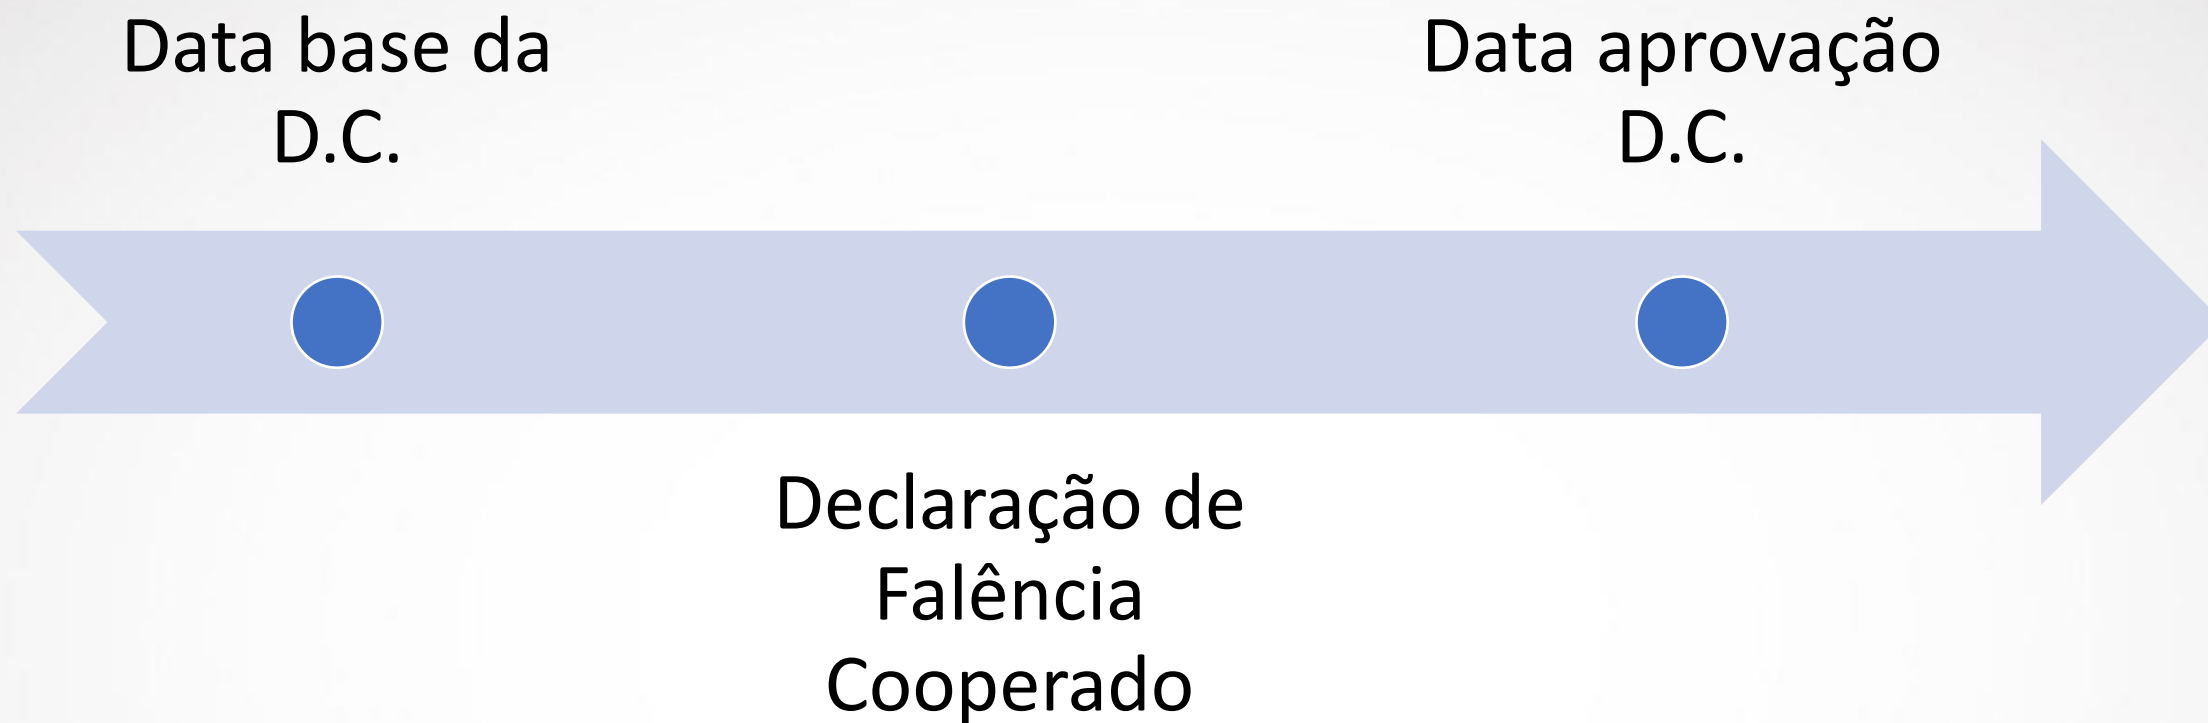 Data base da
D.C.
Data aprovação
D.C.
Declaração de
Falência
Cooperado